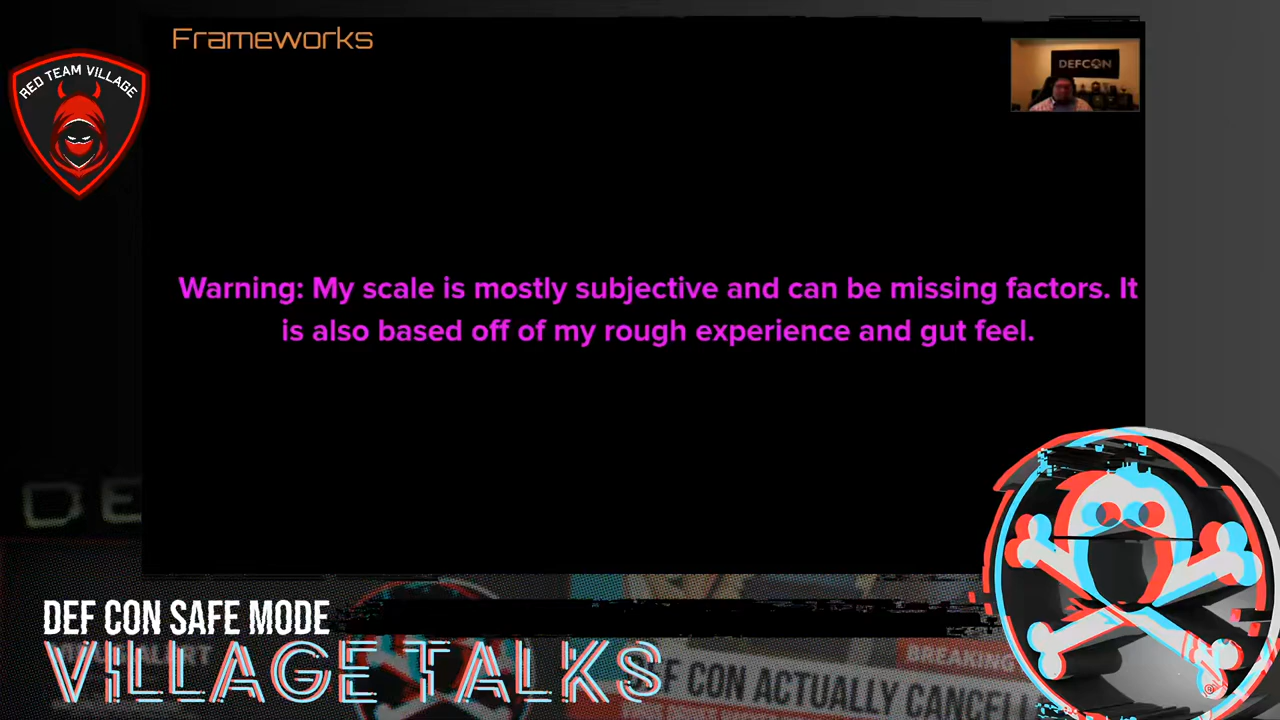 Frameworks
RED TEAM VILLAGE
DEFCON
Warning: My scale is mostly subjective and can be missing factors. It
is also based off of my rough experience and gut feel.
DE
DEF CON SAFE MODE
VILLAGE TALKS
BREAKING
DEF CON ACTUALLY CANCEL